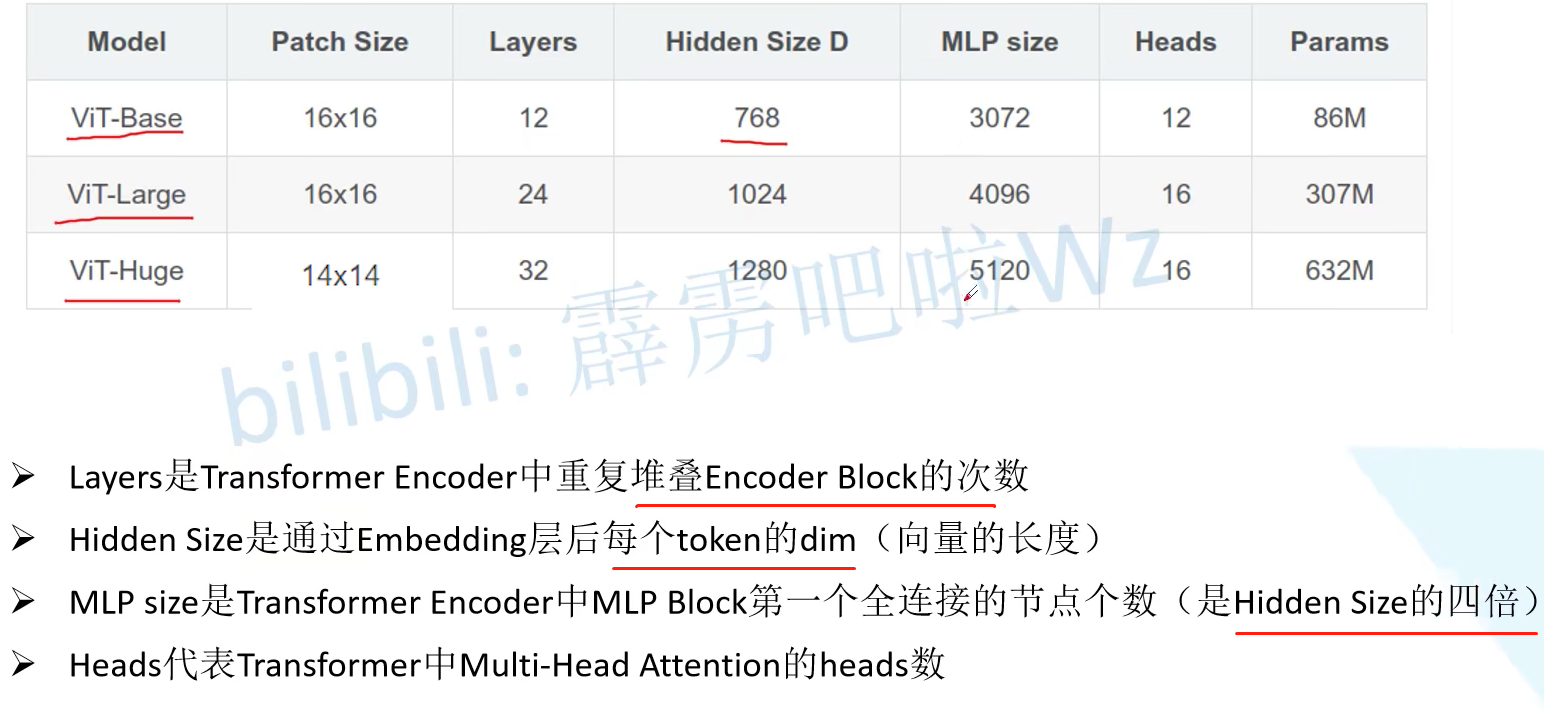 Model Patch Size Layers Hidden Size D MLP size Heads Params
ViT-Base 16x16 12 768 3072 12 86M
ViT-Large 16x16 24 1024 4096 16 307M
ViT-Huge 14x14 32 1280 5120 16 632M
bilibili: 霹雳吧啦Wz
➢ Layers是Transformer Encoder中重复堆叠Encoder Block的次数
➢ Hidden Size是通过Embedding层后每个token的dim（向量的长度）
➢ MLP size是Transformer Encoder中MLP Block第一个全连接的节点个数（是Hidden Size的四倍）
➢ Heads代表Transformer中Multi-Head Attention的heads数